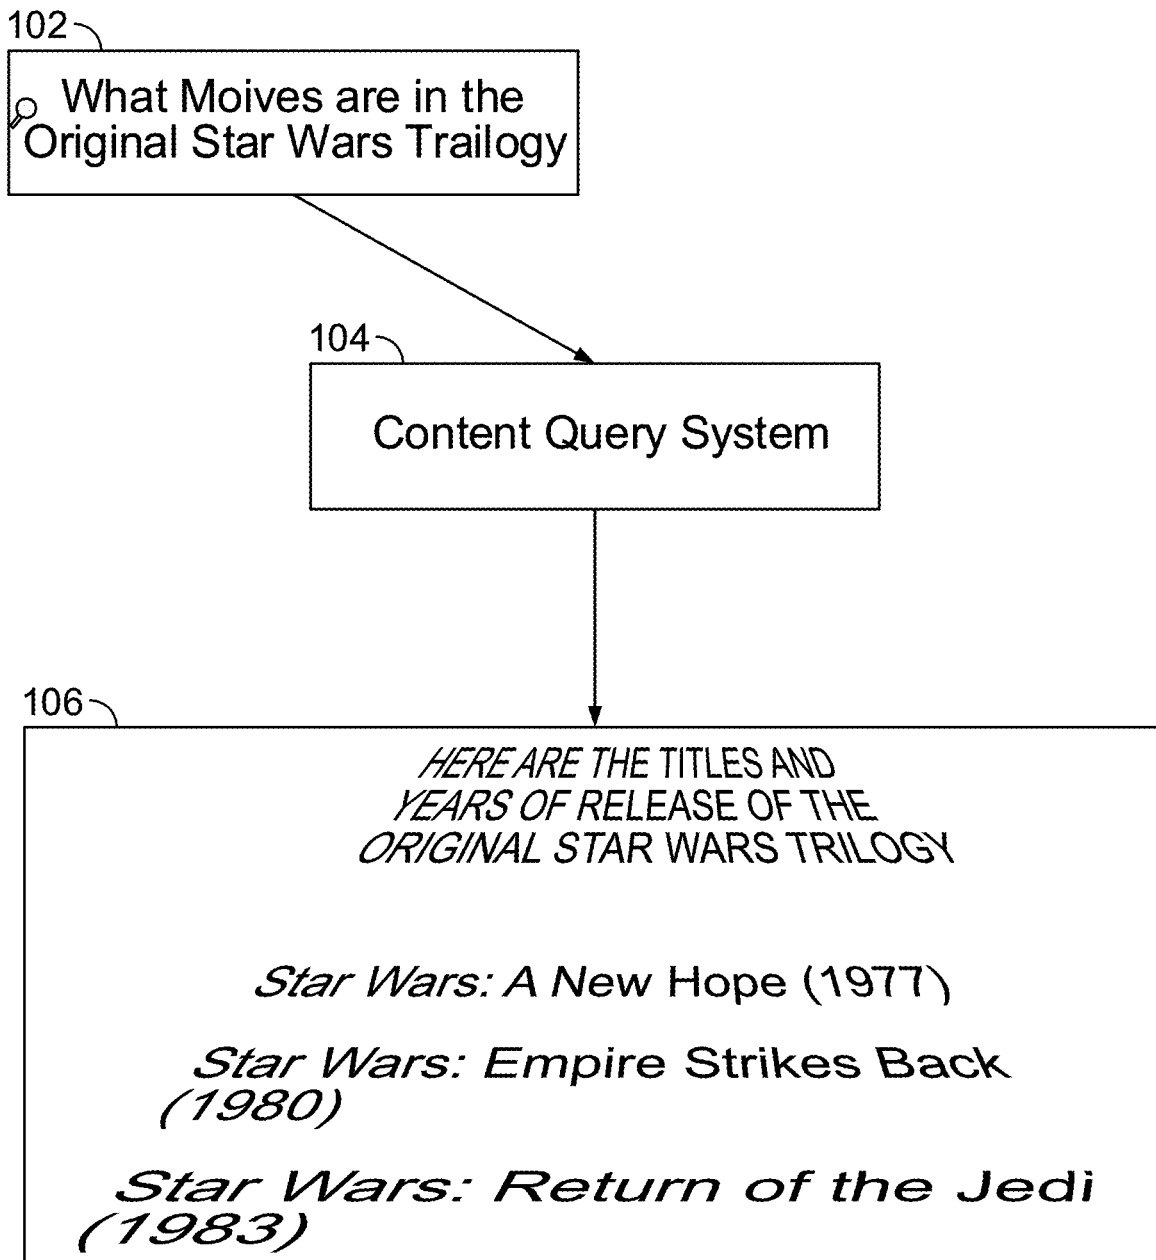 102
What Moives are in the
Original Star Wars Trailogy
104
Content Query System
106
HERE ARE THE TITLES AND
YEARS OF RELEASE OF THE
ORIGINAL STAR WARS TRILOGY
Star Wars: A New Hope (1977)
Star Wars: Empire Strikes Back
(1980)
Star Wars: Return of the Jedi
(1983)